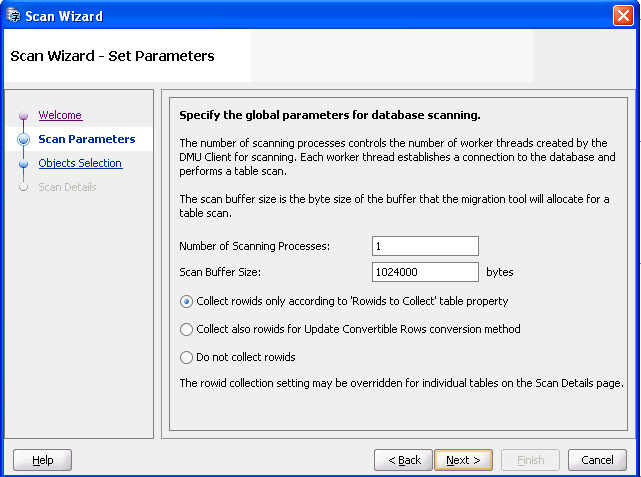 Scan Wizard
Scan Wizard - Set Parameters
Welcome
Scan Parameters
Objects Selection
Scan Details
Specify the global parameters for database scanning.
The number of scanning processes controls the number of worker threads created by the
DMU Client for scanning. Each worker thread establishes a connection to the database and
performs a table scan.
The scan buffer size is the byte size of the buffer that the migration tool will allocate for a
table scan.
Number of Scanning Processes: 1
Scan Buffer Size: 1024000 bytes
Collect rowids only according to 'Rowids to Collect' table property
Collect also rowids for Update Convertible Rows conversion method
Do not collect rowids
The rowid collection setting may be overridden for individual tables on the Scan Details page.
Help < Back Next > Finish Cancel